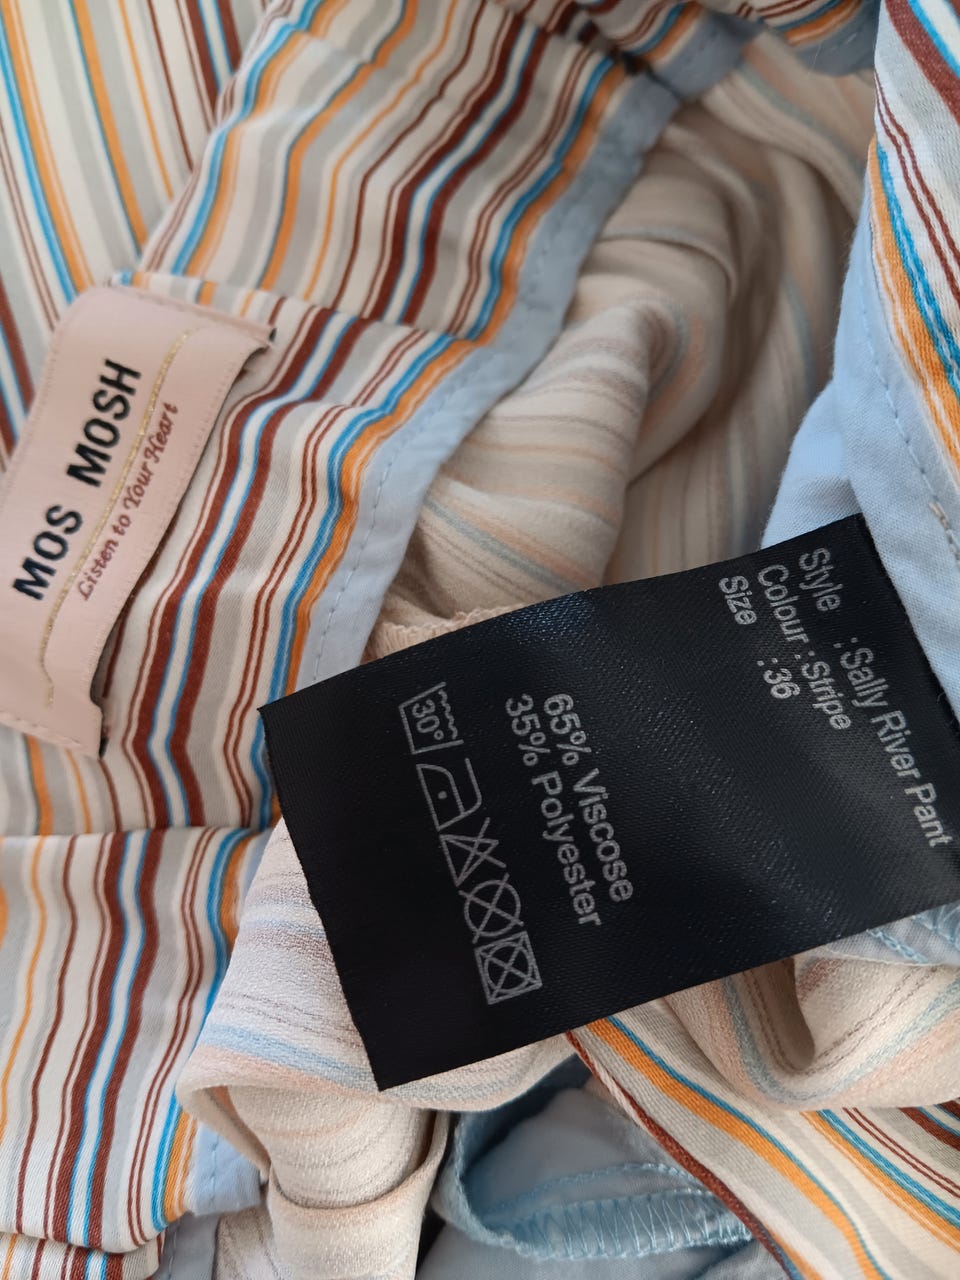 MOS MOSH
Listen to Your Heart
Style : Sally River Pant
Colour : Stripe
Size : 36
65% Viscose
35% Polyester
30°